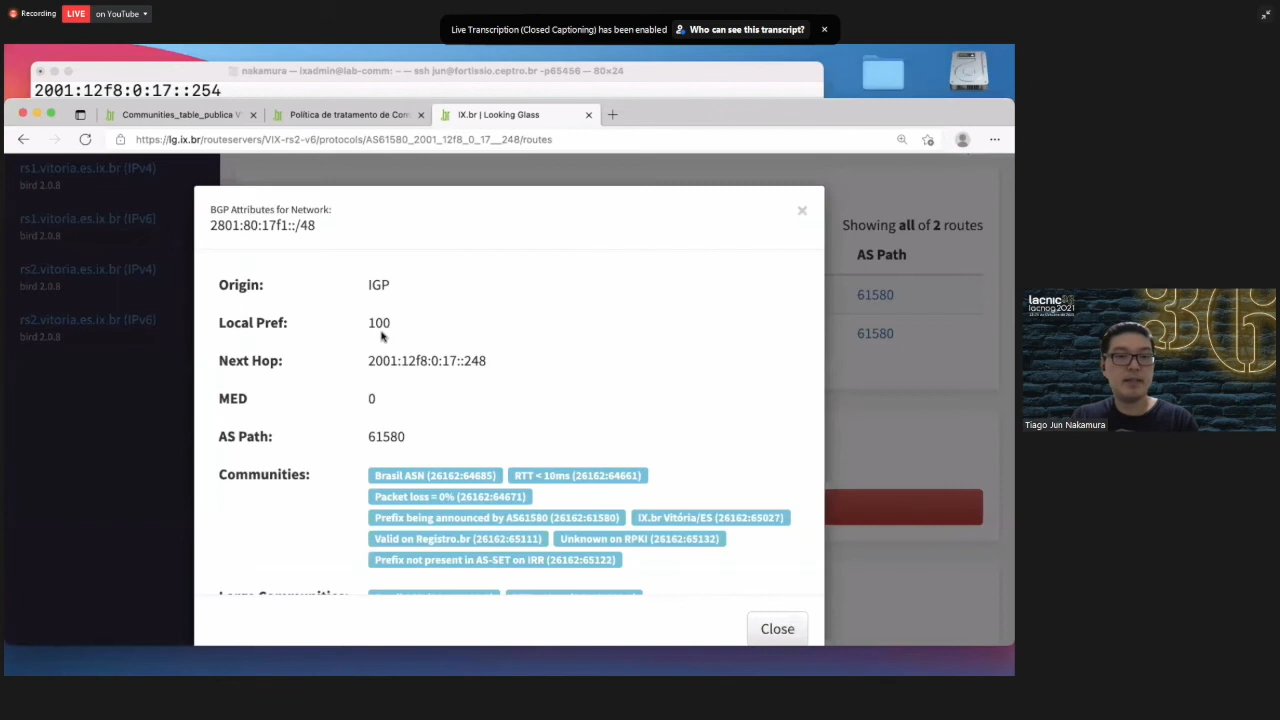 Recording
LIVE
on YouTube
Live Transcription (Closed Captioning) has been enabled
Who can see this transcript?
nakamura — ixadmin@lab-comm: ~ — ssh jun@fortissio.ceptro.br -p65456 — 80×24
2001:12f8:0:17::254
Communities_table_publica V
Política de tratamento de Com
IX.br | Looking Glass
https://lg.ix.br/routeservers/VIX-rs2-v6/protocols/AS61580_2001_12f8_0_17__248/routes
rs1.vitoria.es.ix.br (IPv4)
bird 2.0.8
rs1.vitoria.es.ix.br (IPv6)
bird 2.0.8
rs2.vitoria.es.ix.br (IPv4)
bird 2.0.8
rs2.vitoria.es.ix.br (IPv6)
bird 2.0.8
BGP Attributes for Network:
2801:80:17f1::/48
Showing all of 2 routes
AS Path
61580
61580
Origin: IGP
Local Pref: 100
Next Hop: 2001:12f8:0:17::248
MED 0
AS Path: 61580
Communities: Brasil ASN (26162:64685) RTT < 10ms (26162:64661)
Packet loss = 0% (26162:64671)
Prefix being announced by AS61580 (26162:61580) IX.br Vitória/ES (26162:65027)
Valid on Registro.br (26162:65111) Unknown on RPKI (26162:65132)
Prefix not present in AS-SET on IRR (26162:65122)
Large Communities:
Close
lacnic 36
lacnog 2021
36
Tiago Jun Nakamura